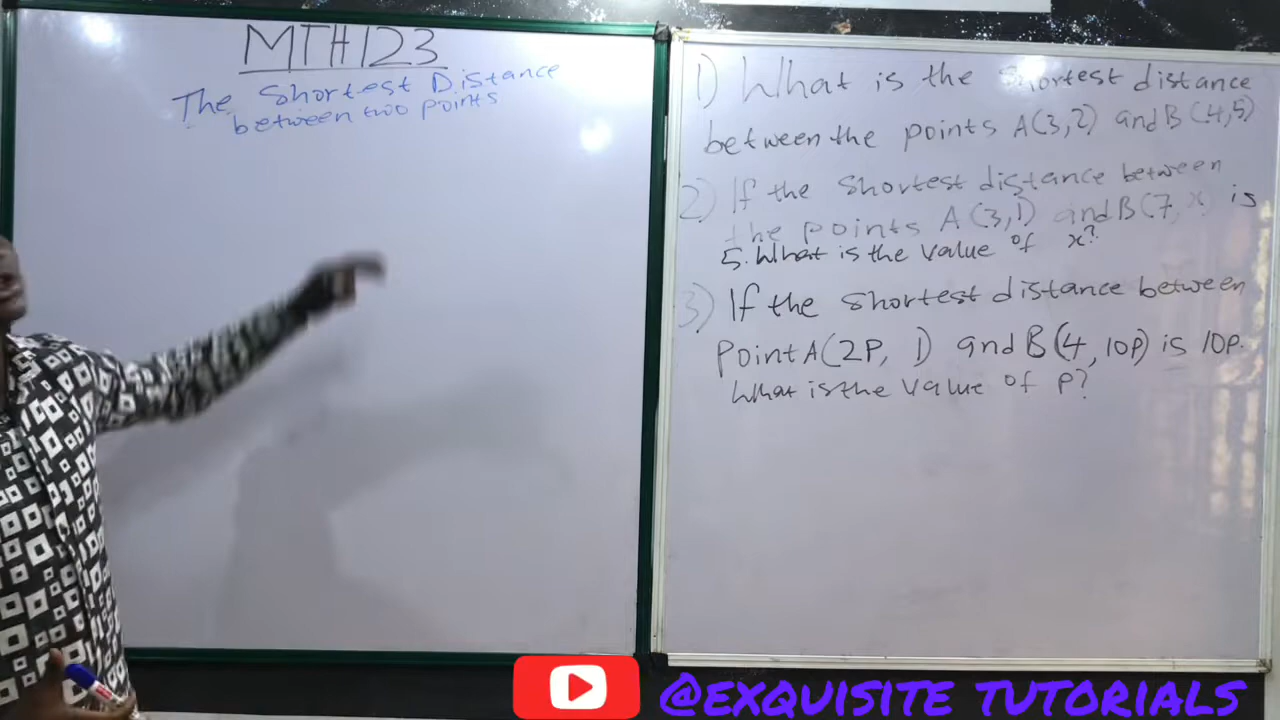 MTH123
The Shortest Distance
between two points
1) What is the shortest distance
between the points A(3,2) and B(4,5)
2) If the shortest distance between
the points A(3,1) and B(7,x) is
5. What is the value of x?
3) If the shortest distance between
Point A(2P, 1) and B(4, 10P) is 10P.
What is the value of P?
@EXQUISITE TUTORIALS